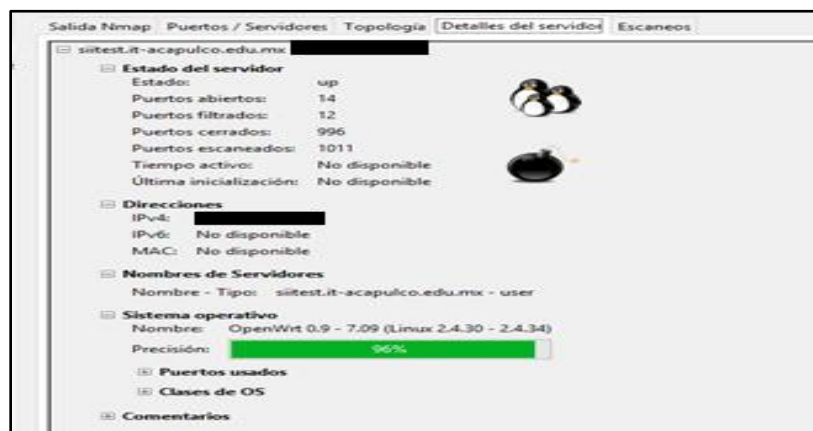 Salida Nmap Puertos / Servidores Topología Detalles del servidor Escaneos
siitest.it-acapulco.edu.mx
Estado del servidor
Estado: up
Puertos abiertos: 14
Puertos filtrados: 12
Puertos cerrados: 996
Puertos escaneados: 1011
Tiempo activo: No disponible
Última inicialización: No disponible
Direcciones
IPv4:
IPv6: No disponible
MAC: No disponible
Nombres de Servidores
Nombre - Tipo: siitest.it-acapulco.edu.mx - user
Sistema operativo
Nombre: OpenWrt 0.9 - 7.09 (Linux 2.4.30 - 2.4.34)
Precisión: 96%
Puertos usados
Clases de OS
Comentarios